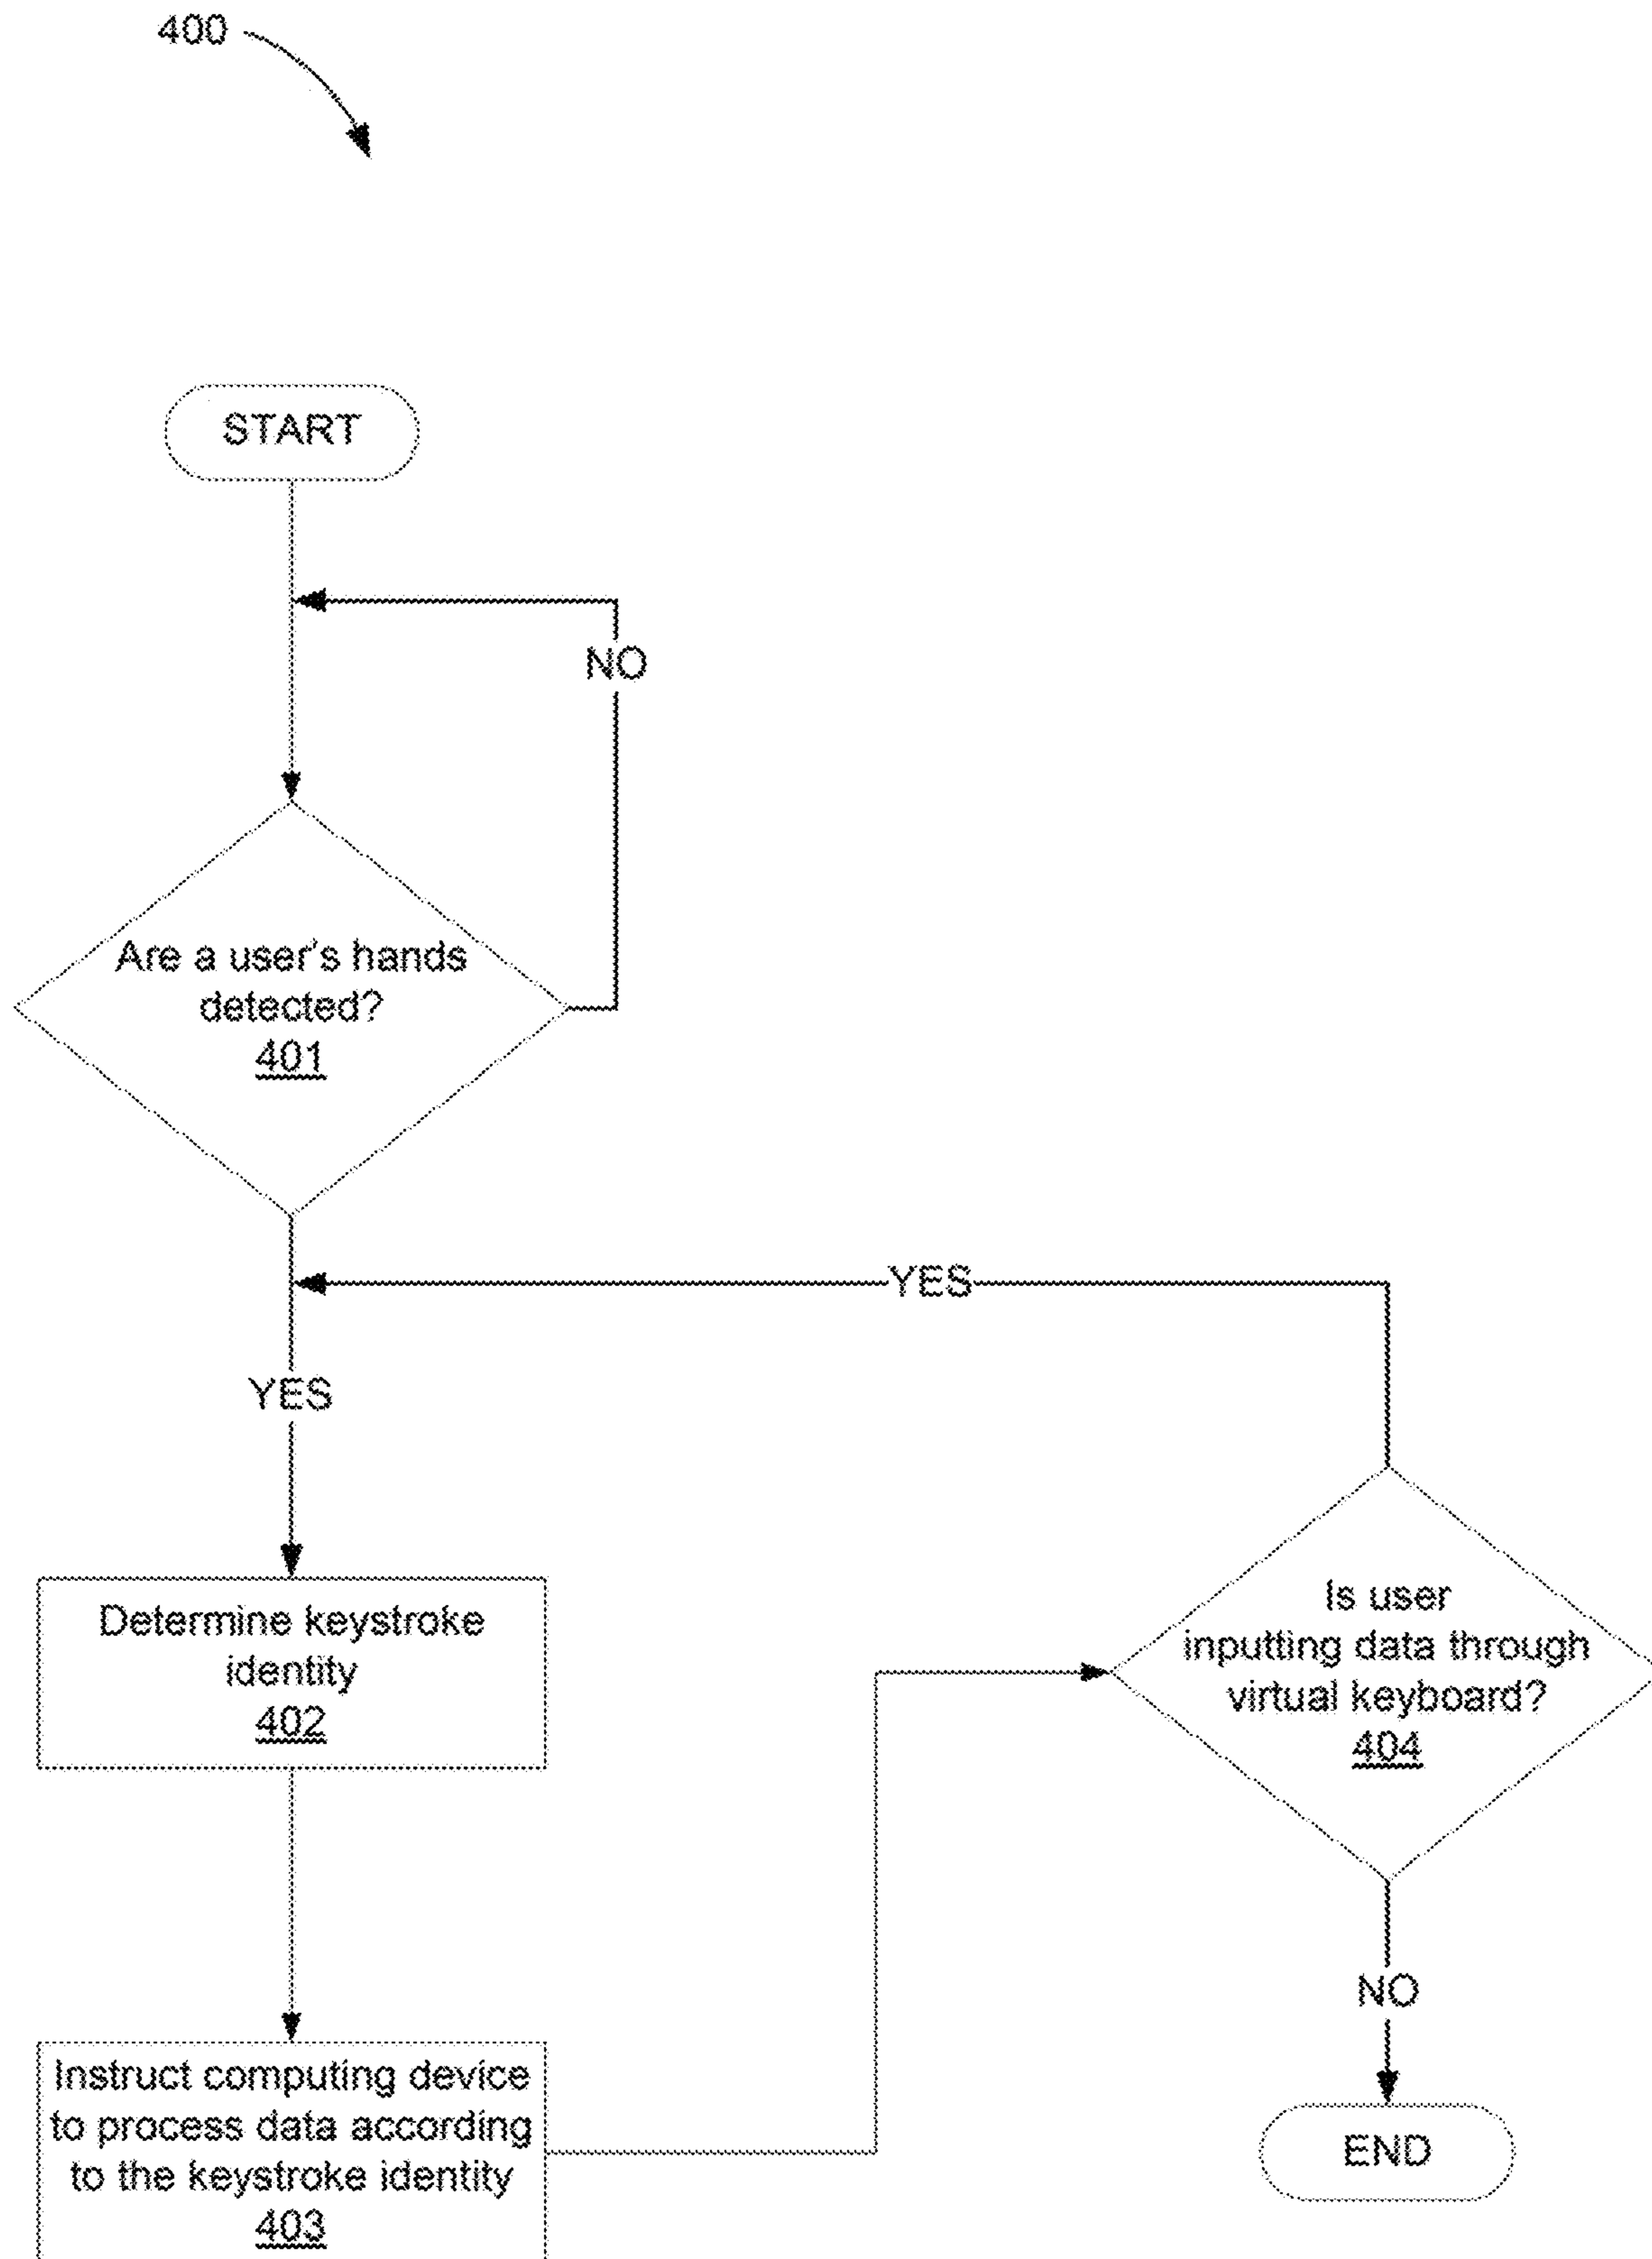 400
START
NO
Are a user's hands
detected?
401
YES
YES
Determine keystroke
identity
402
Instruct computing device
to process data according
to the keystroke identity
403
Is user
inputting data through
virtual keyboard?
404
NO
END